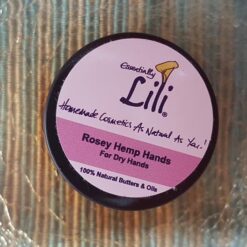 Essentially
Lili
Homemade Cosmetics As Natural As You!
Rosey Hemp Hands
For Dry Hands
100% Natural Butters & Oils